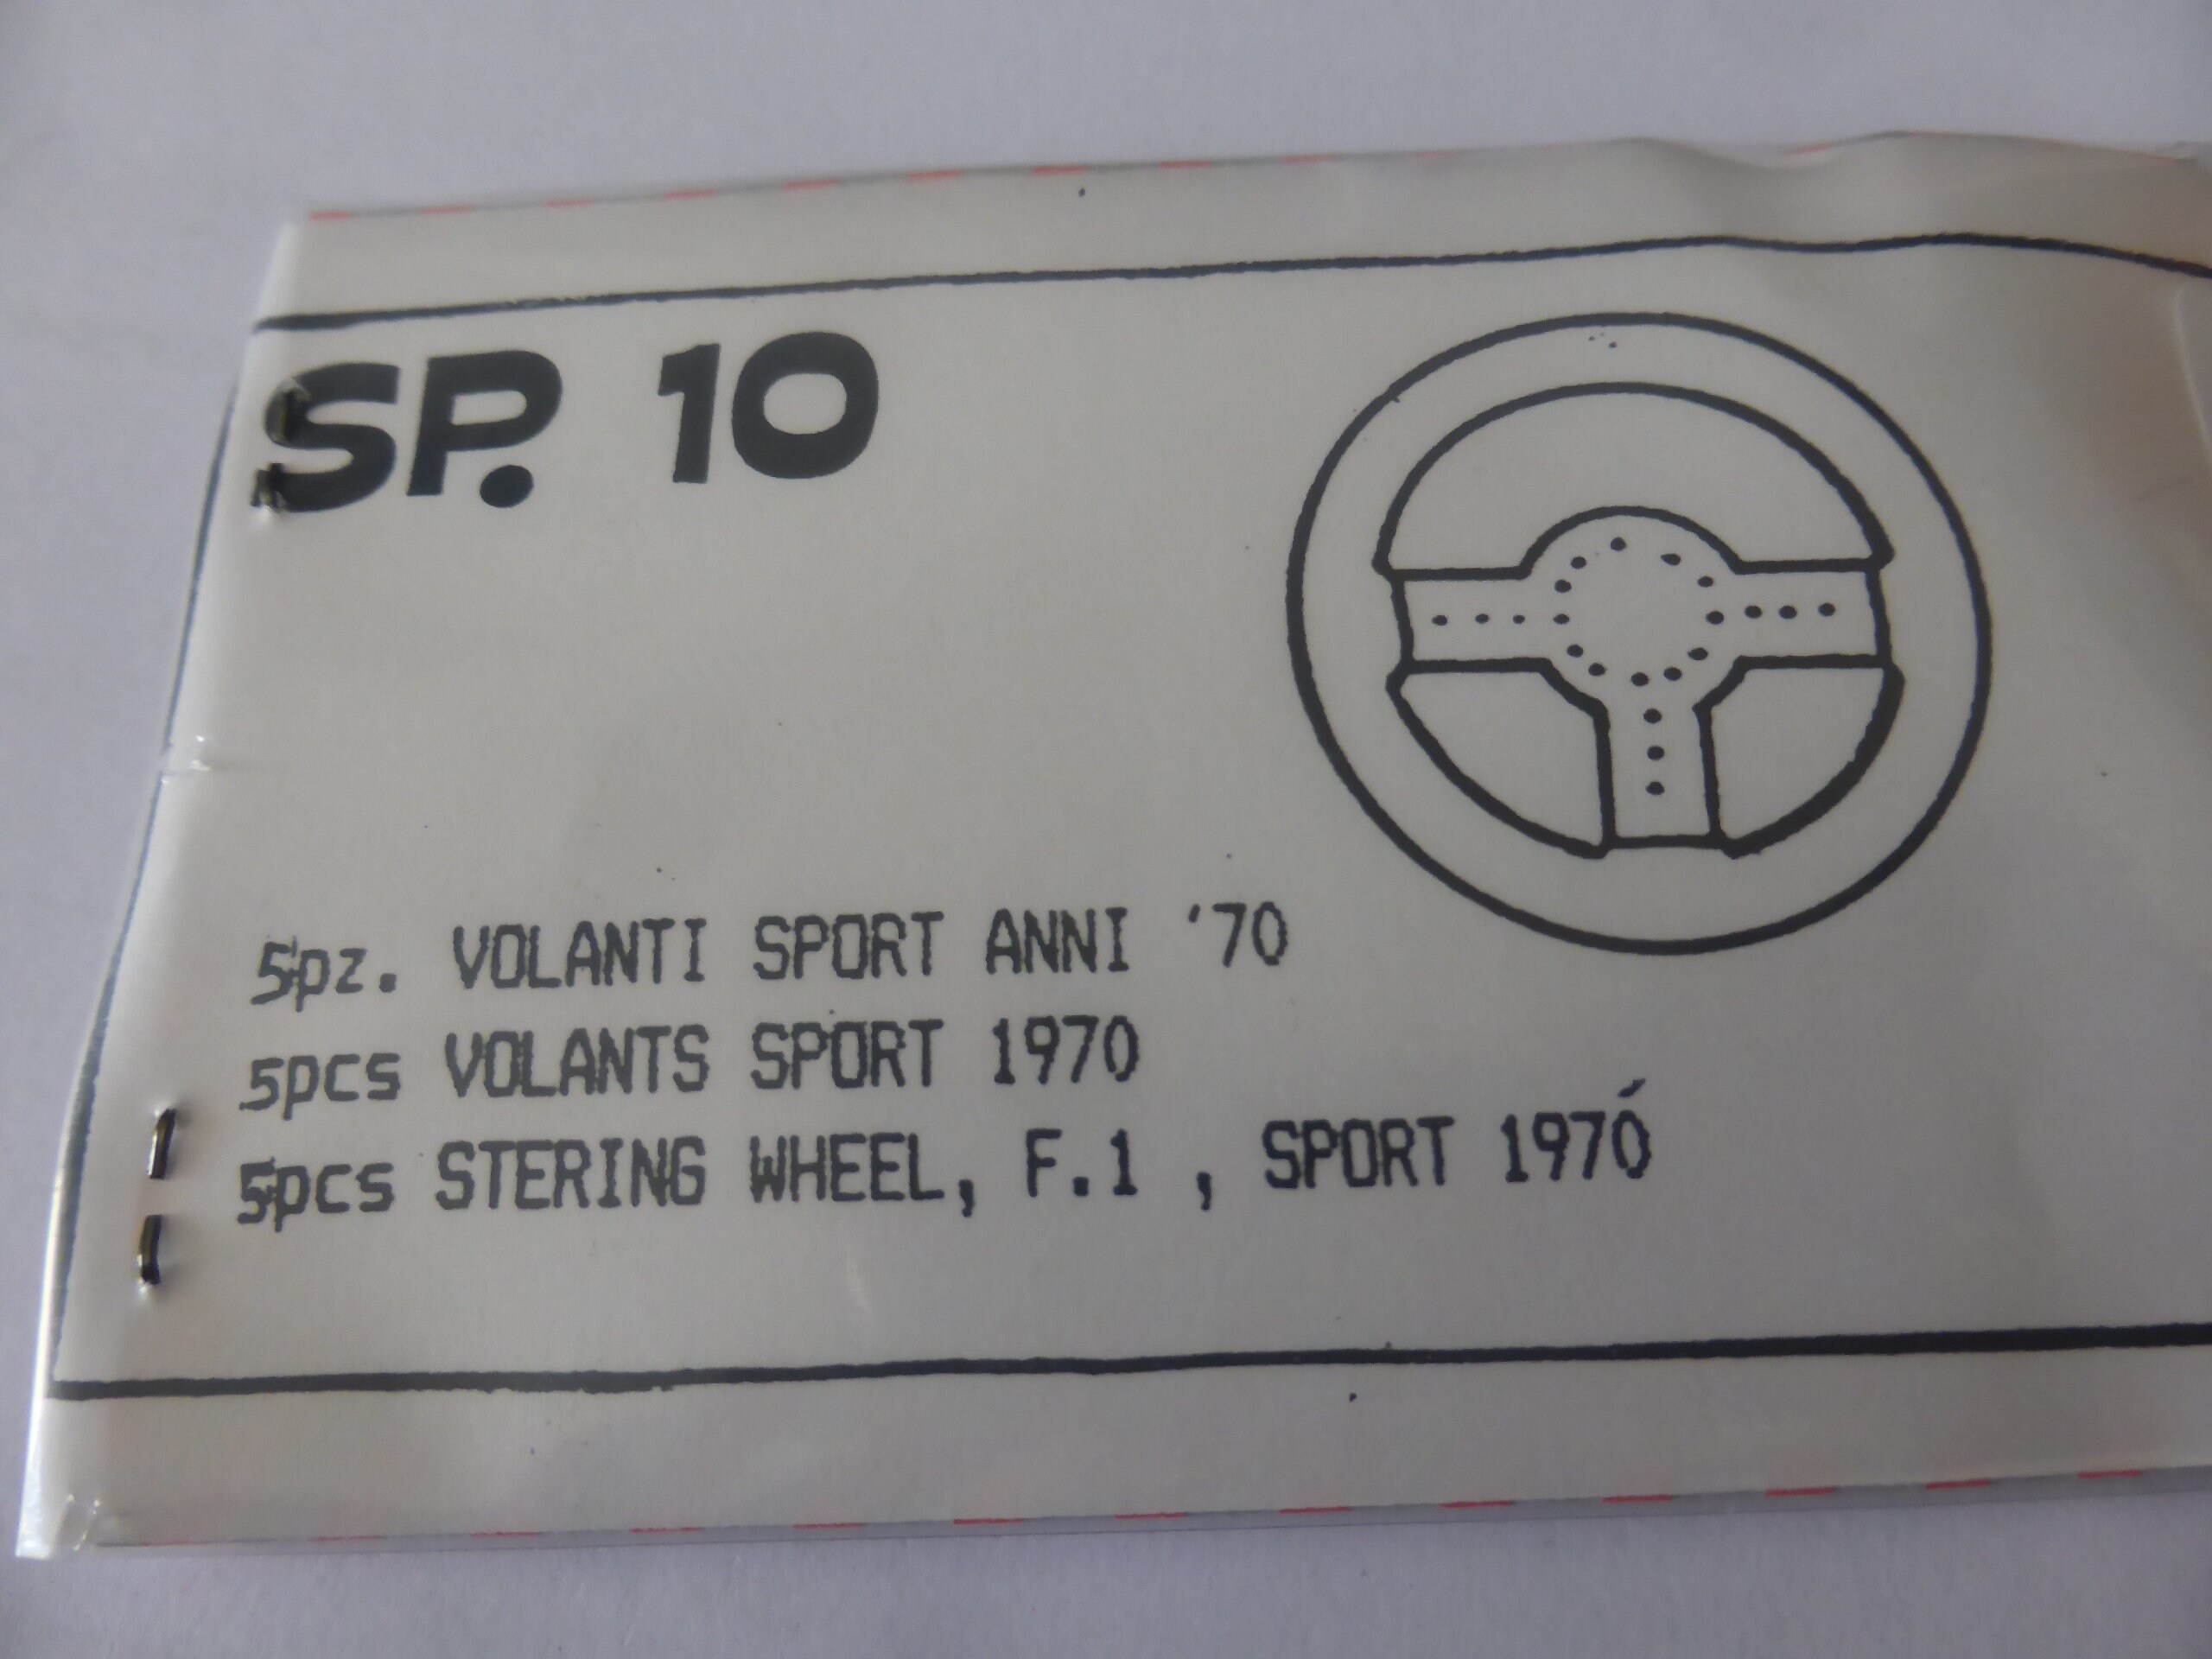 SP. 10
5pz. VOLANTI SPORT ANNI '70
5pcs VOLANTS SPORT 1970
5pcs STERING WHEEL, F.1 , SPORT 1970